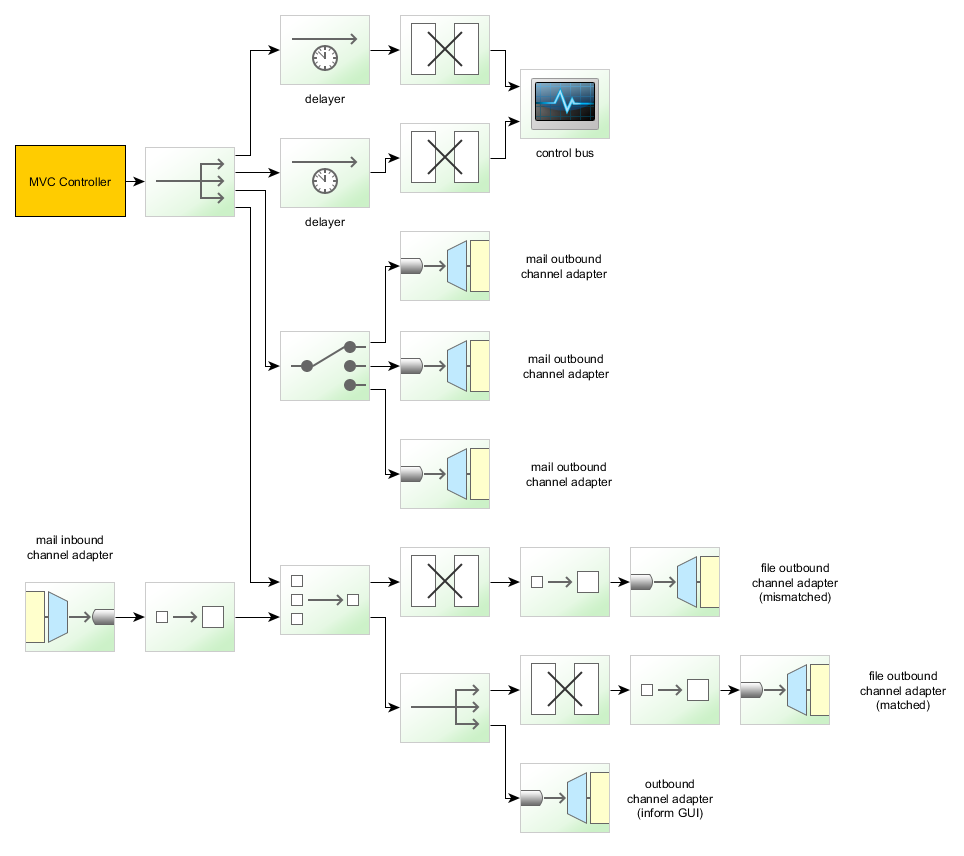 delayer
control bus
MVC Controller
delayer
mail outbound
channel adapter
mail outbound
channel adapter
mail outbound
channel adapter
mail inbound
channel adapter
file outbound
channel adapter
(mismatched)
file outbound
channel adapter
(matched)
outbound
channel adapter
(inform GUI)